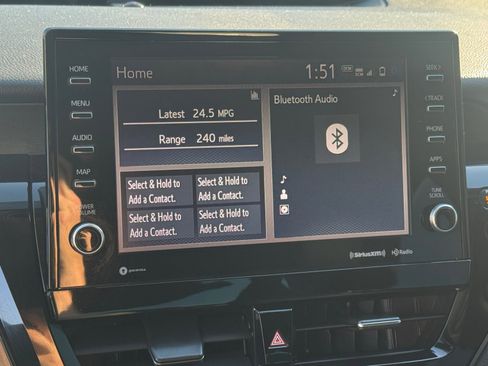 HOME
MENU
AUDIO
MAP
POWER
VOLUME
Home
1:51
DCM
Latest 24.5 MPG
Range 240 miles
Select & Hold to
Add a Contact.
Select & Hold to
Add a Contact.
Select & Hold to
Add a Contact.
Select & Hold to
Add a Contact.
Bluetooth Audio
SEEK >
< TRACK
PHONE
APPS
TUNE
SCROLL
gracenote
SiriusXM
HD Radio